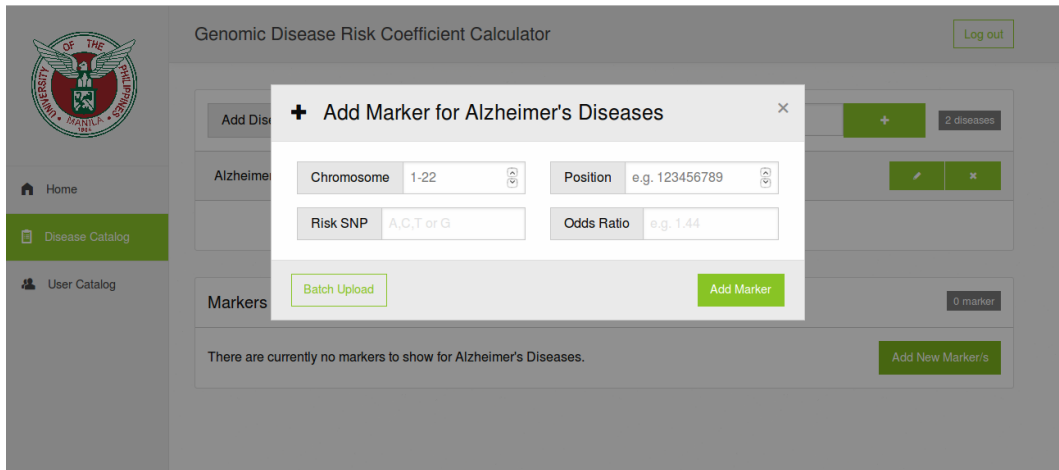 UNIVERSITY OF THE PHILIPPINES
MANILA
1908
Genomic Disease Risk Coefficient Calculator
Log out
Home
Disease Catalog
User Catalog
Add Dise
2 diseases
Alzheime
Add Marker for Alzheimer's Diseases
Chromosome 1-22
Position e.g. 123456789
Risk SNP A,C,T or G
Odds Ratio e.g. 1.44
Batch Upload
Add Marker
Markers
0 marker
There are currently no markers to show for Alzheimer's Diseases.
Add New Marker/s